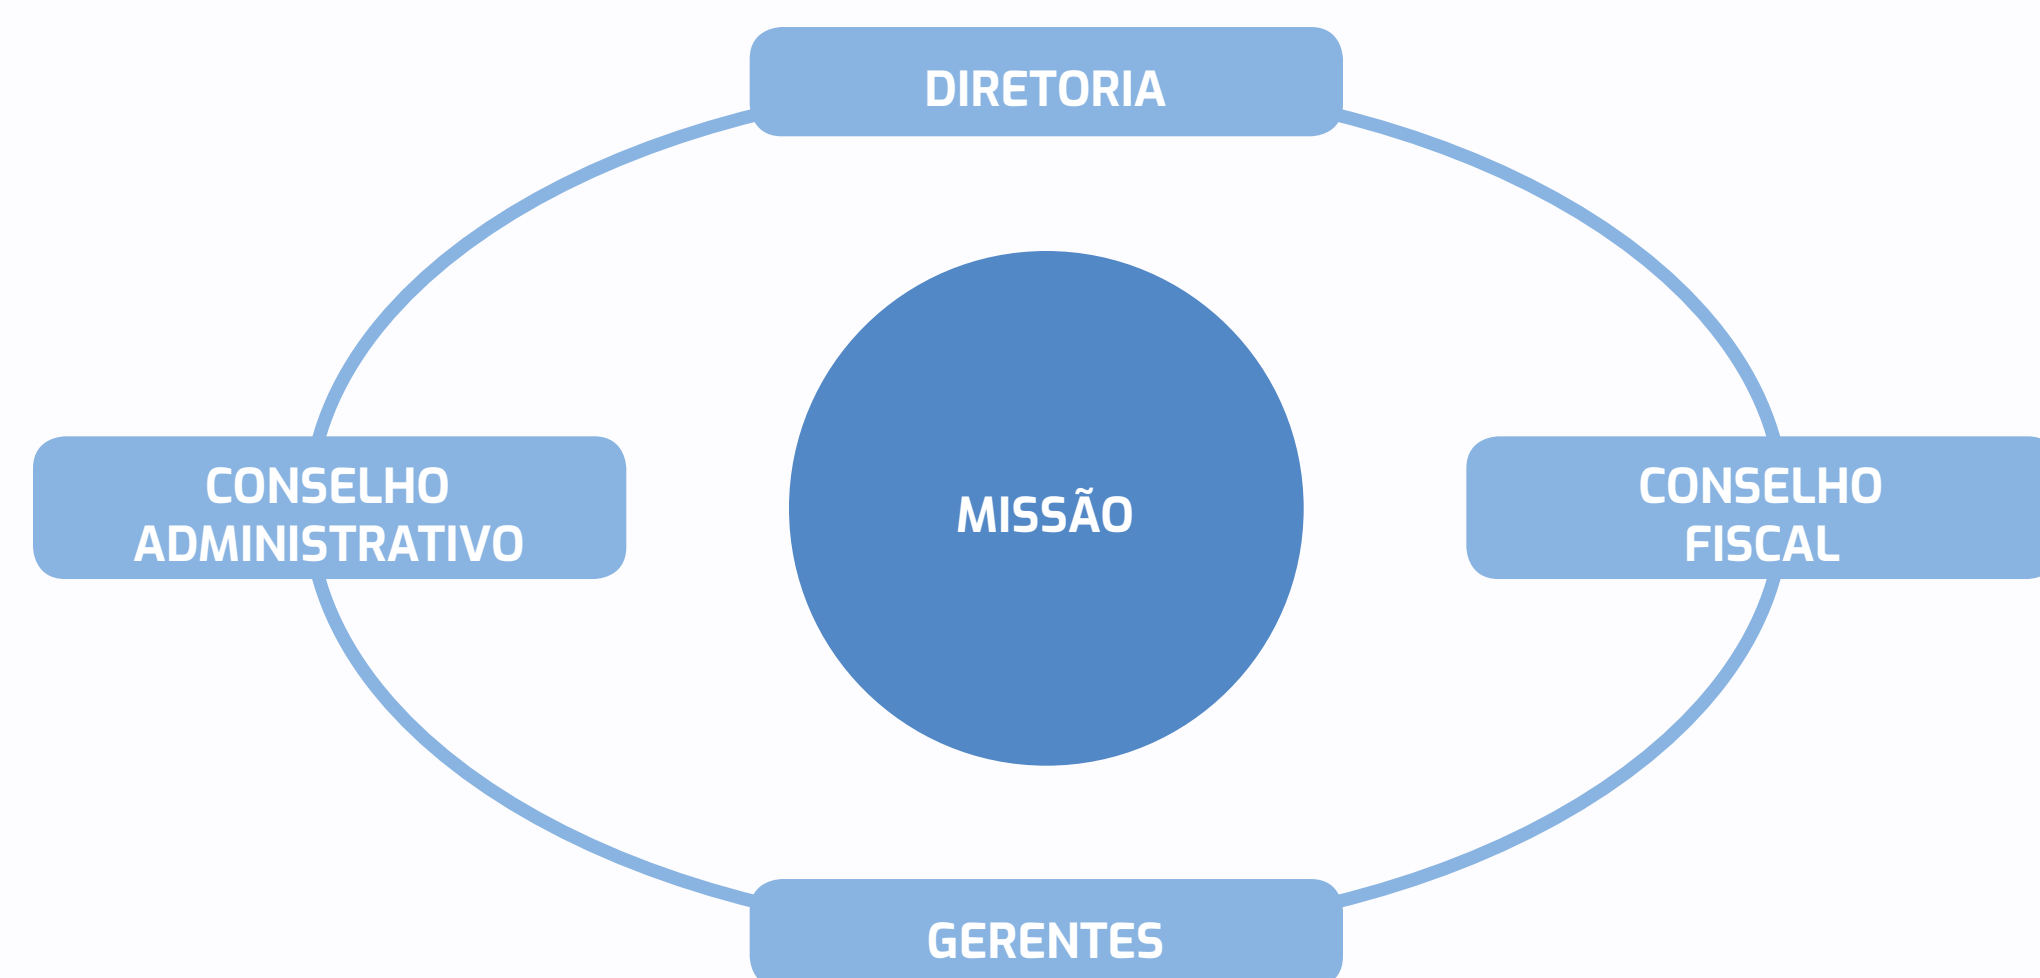 DIRETORIA
CONSELHO
ADMINISTRATIVO
MISSÃO
CONSELHO
FISCAL
GERENTES